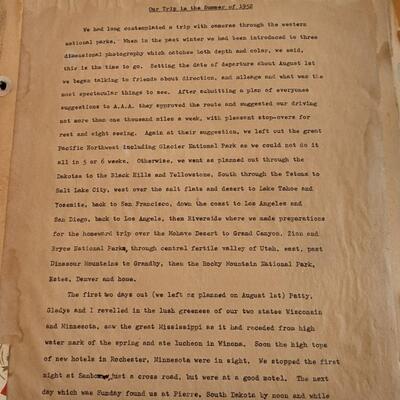 Our Trip in the Summer of 1952
We had long contemplated a trip with cameras through the western
national parks. When in the past winter we had been introduced to three
dimensional photography which catches both depth and color, we said,
this is the time to go. Setting the date of departure about August 1st
we began talking to friends about direction, and mileage and what was the
most spectacular things to see. After submitting a plan of everyones
suggestions to A.A.A. they approved the route and suggested our driving
not more than one thousand miles a week, with pleasant stop-overs for
rest and sight seeing. Again at their suggestion, we left out the great
Pacific Northwest including Glacier National Park as we could not do it
all in 5 or 6 weeks. Otherwise, we went as planned out through the
Dakotas to the Black Hills and Yellowstone, South through the Tetons to
Salt Lake City, west over the salt flats and desert to Lake Tahoe and
Yosemite, back to San Francisco, down the coast to Los Angeles and
San Diego, back to Los Angels, then Riverside where we made preparations
for the homeward trip over the Mohave Desert to Grand Canyon, Zion and
Bryce National Parks, through central fertile valley of Utah, east, past
Dinasour Mountains to Grandby, then the Rocky Mountain National Park,
Estes, Denver and home.
The first two days out (we left as planned on August 1st) Patty,
Gladys and I revelled in the lush greeness of our two states Wisconsin
and Minnesota, saw the great Mississippi as it had receded from high
water mark of the spring and ate luncheon in Winona. Soon the high tops
of new hotels in Rochester, Minnesota were in sight. We stopped the first
night at just a cross road, but were at a good motel. The next
day which was Sunday found us at Pierre, South Dakota by noon and while